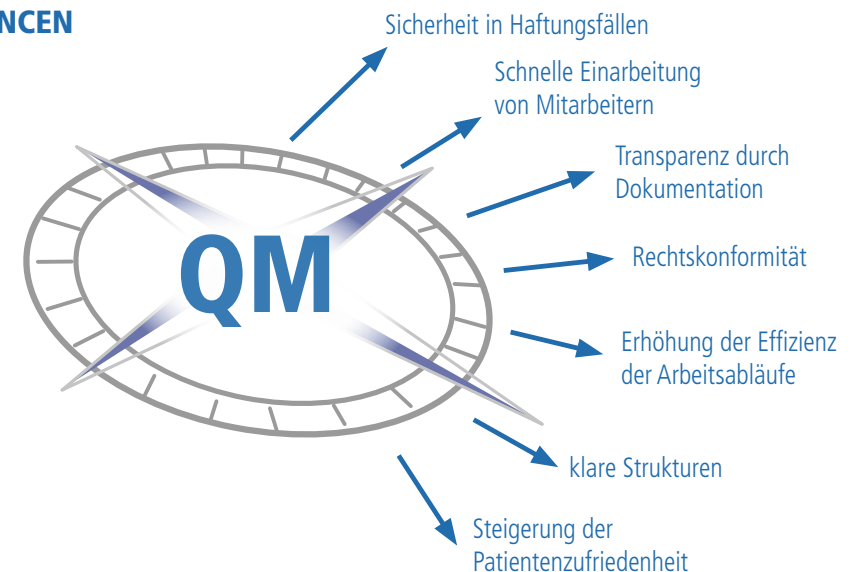 NCEN
Sicherheit in Haftungsfällen
Schnelle Einarbeitung
von Mitarbeitern
Transparenz durch
Dokumentation
QM
Rechtskonformität
Erhöhung der Effizienz
der Arbeitsabläufe
klare Strukturen
Steigerung der
Patientenzufriedenheit